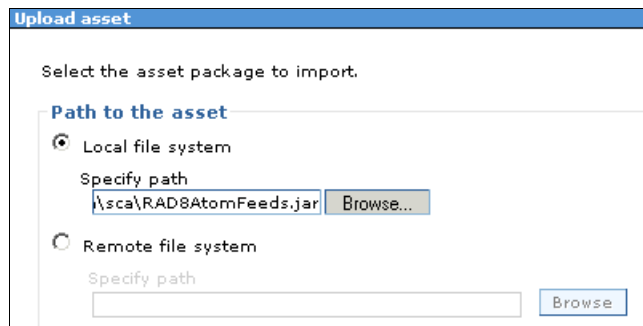 Upload asset
Select the asset package to import.
Path to the asset
Local file system
Specify path
\sca\RAD8AtomFeeds.jar Browse...
Remote file system
Specify path
Browse